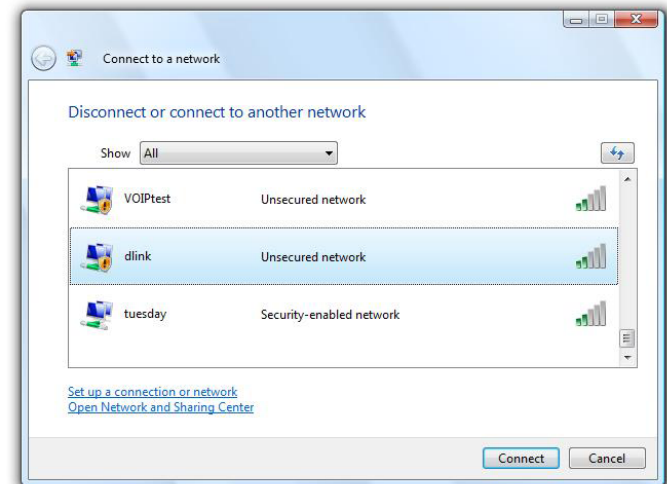 Connect to a network
Disconnect or connect to another network
Show All
VOIPtest Unsecured network
dlink Unsecured network
tuesday Security-enabled network
Set up a connection or network
Open Network and Sharing Center
Connect Cancel